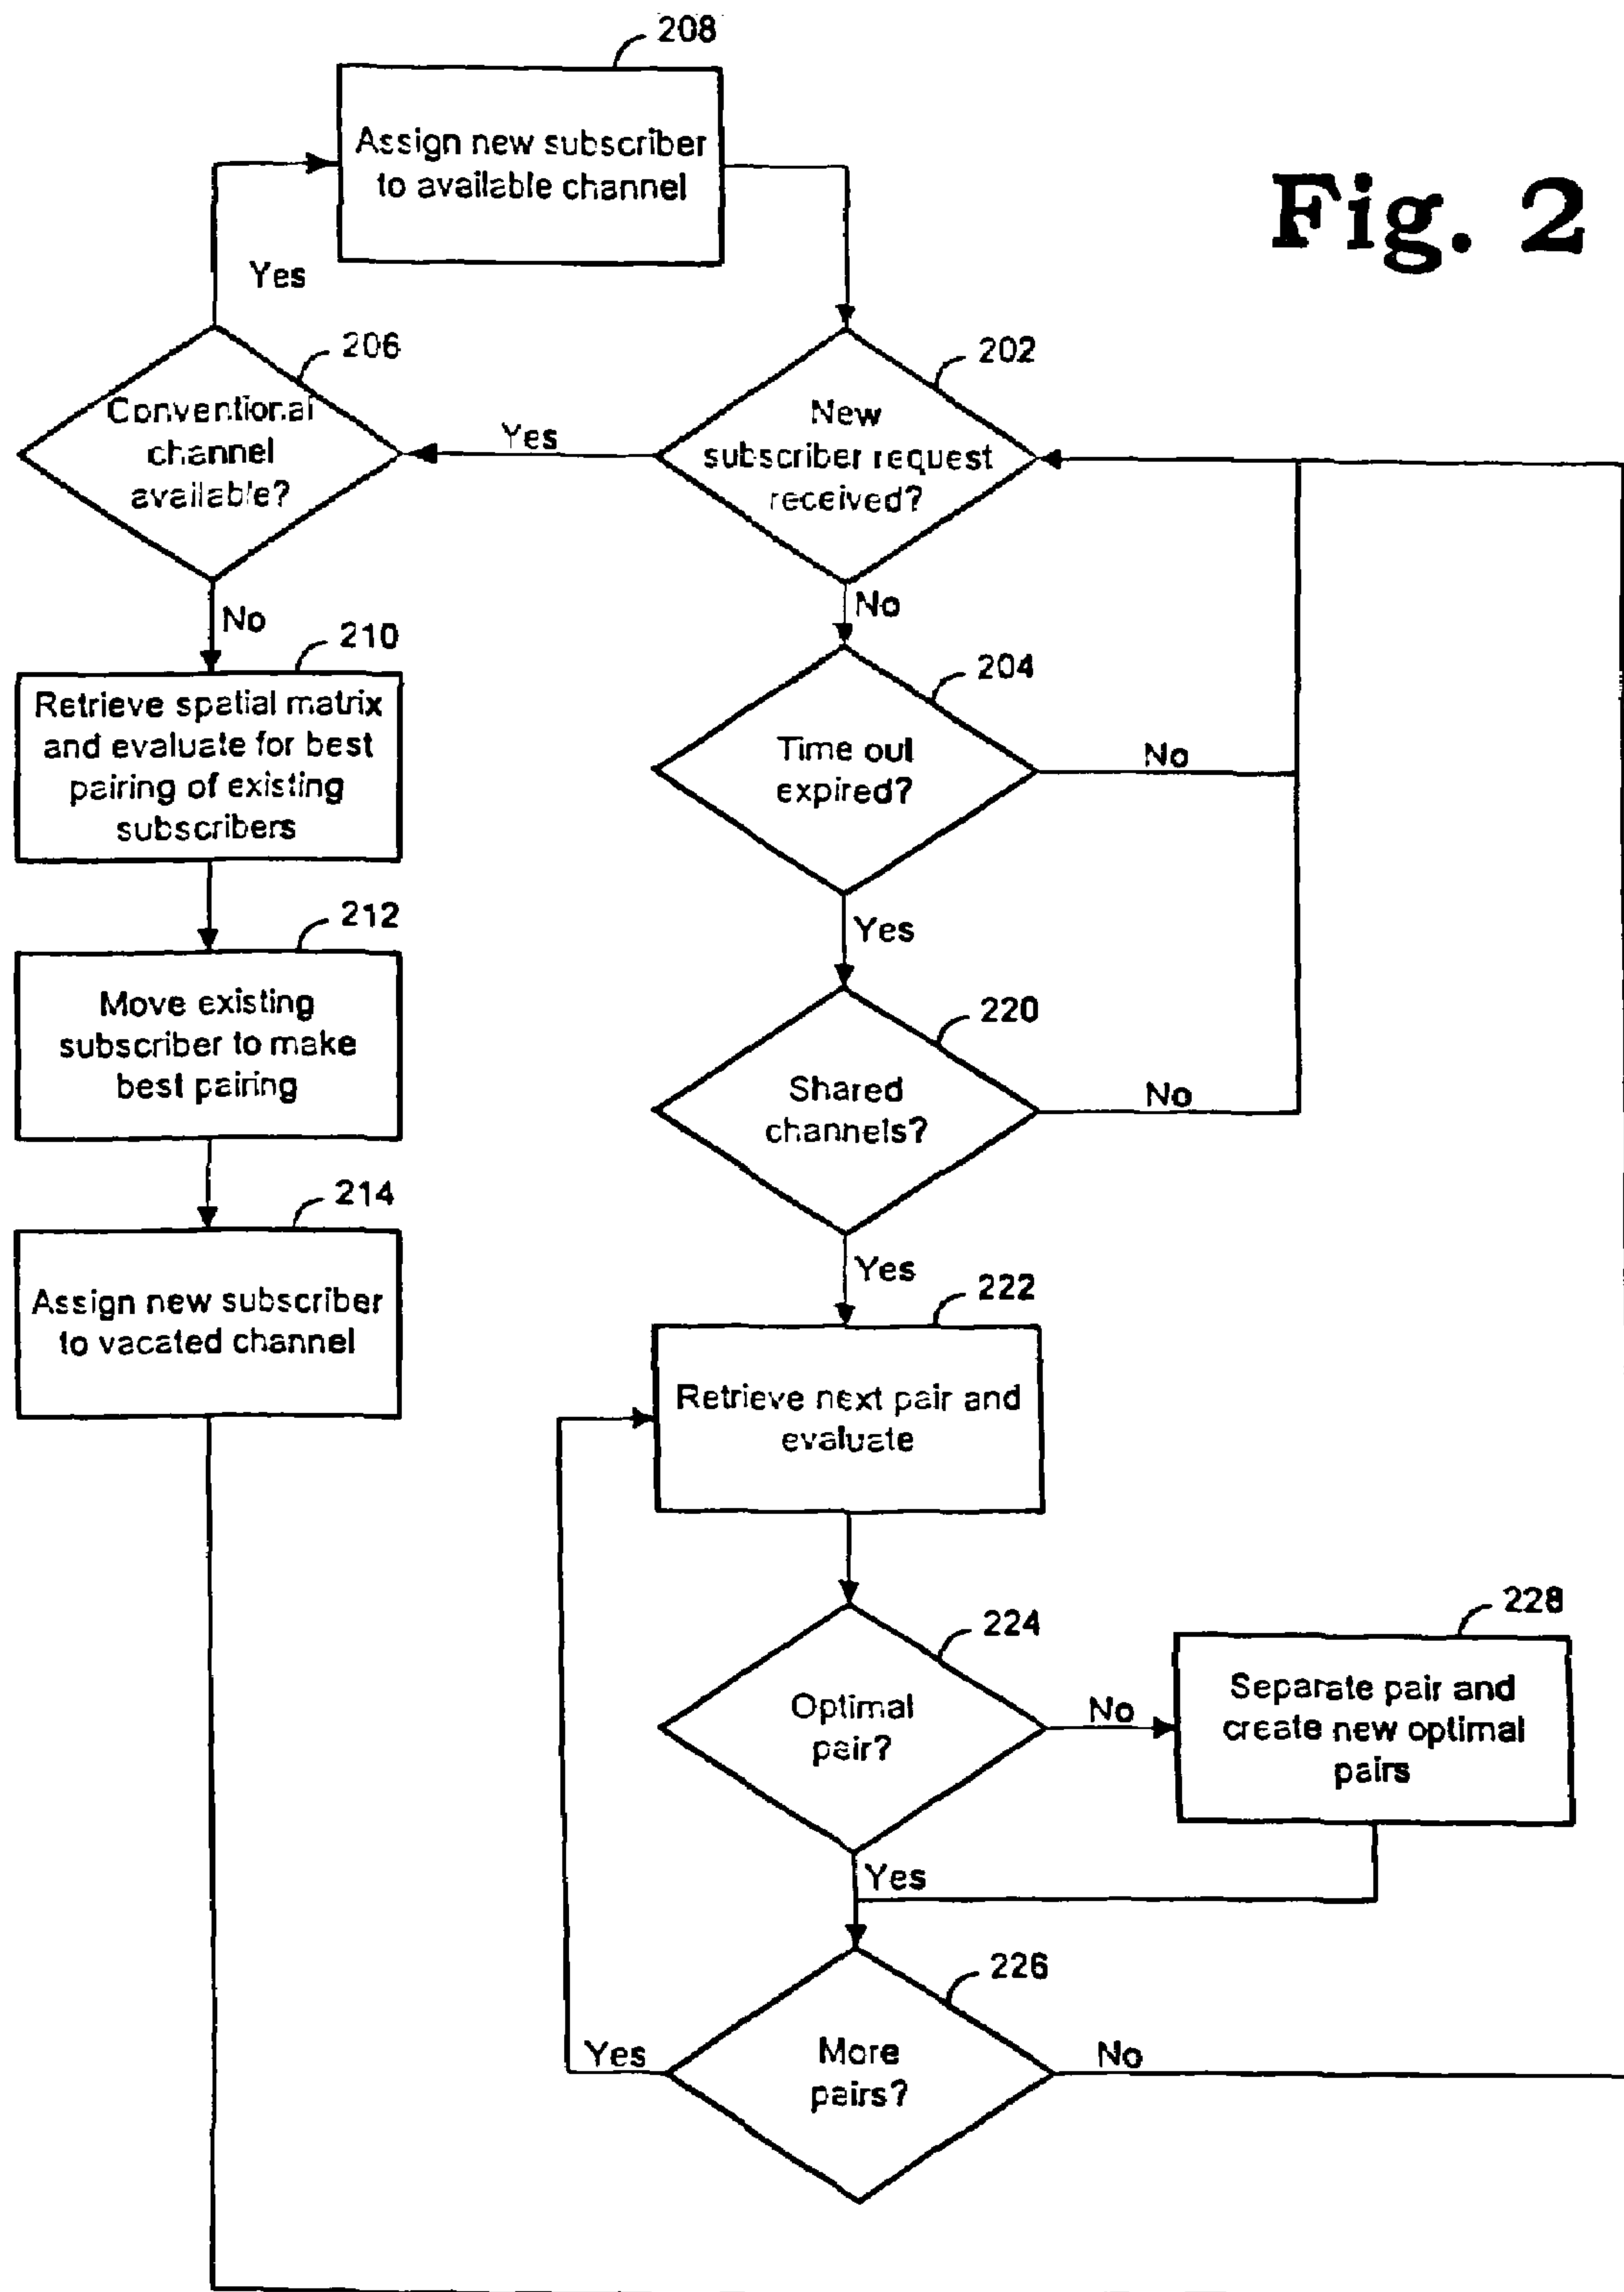 208
Assign new subscriber
to available channel
Fig. 2
Yes
206
Conventional
channel
available?
Yes
202
New
subscriber request
received?
No
No
210
Retrieve spatial matrix
and evaluate for best
pairing of existing
subscribers
204
Time out
expired?
No
Yes
212
Move existing
subscriber to make
best pairing
220
Shared
channels?
No
Yes
214
Assign new subscriber
to vacated channel
222
Retrieve next pair and
evaluate
224
Optimal
pair?
No
228
Separate pair and
create new optimal
pairs
Yes
226
More
pairs?
Yes
No